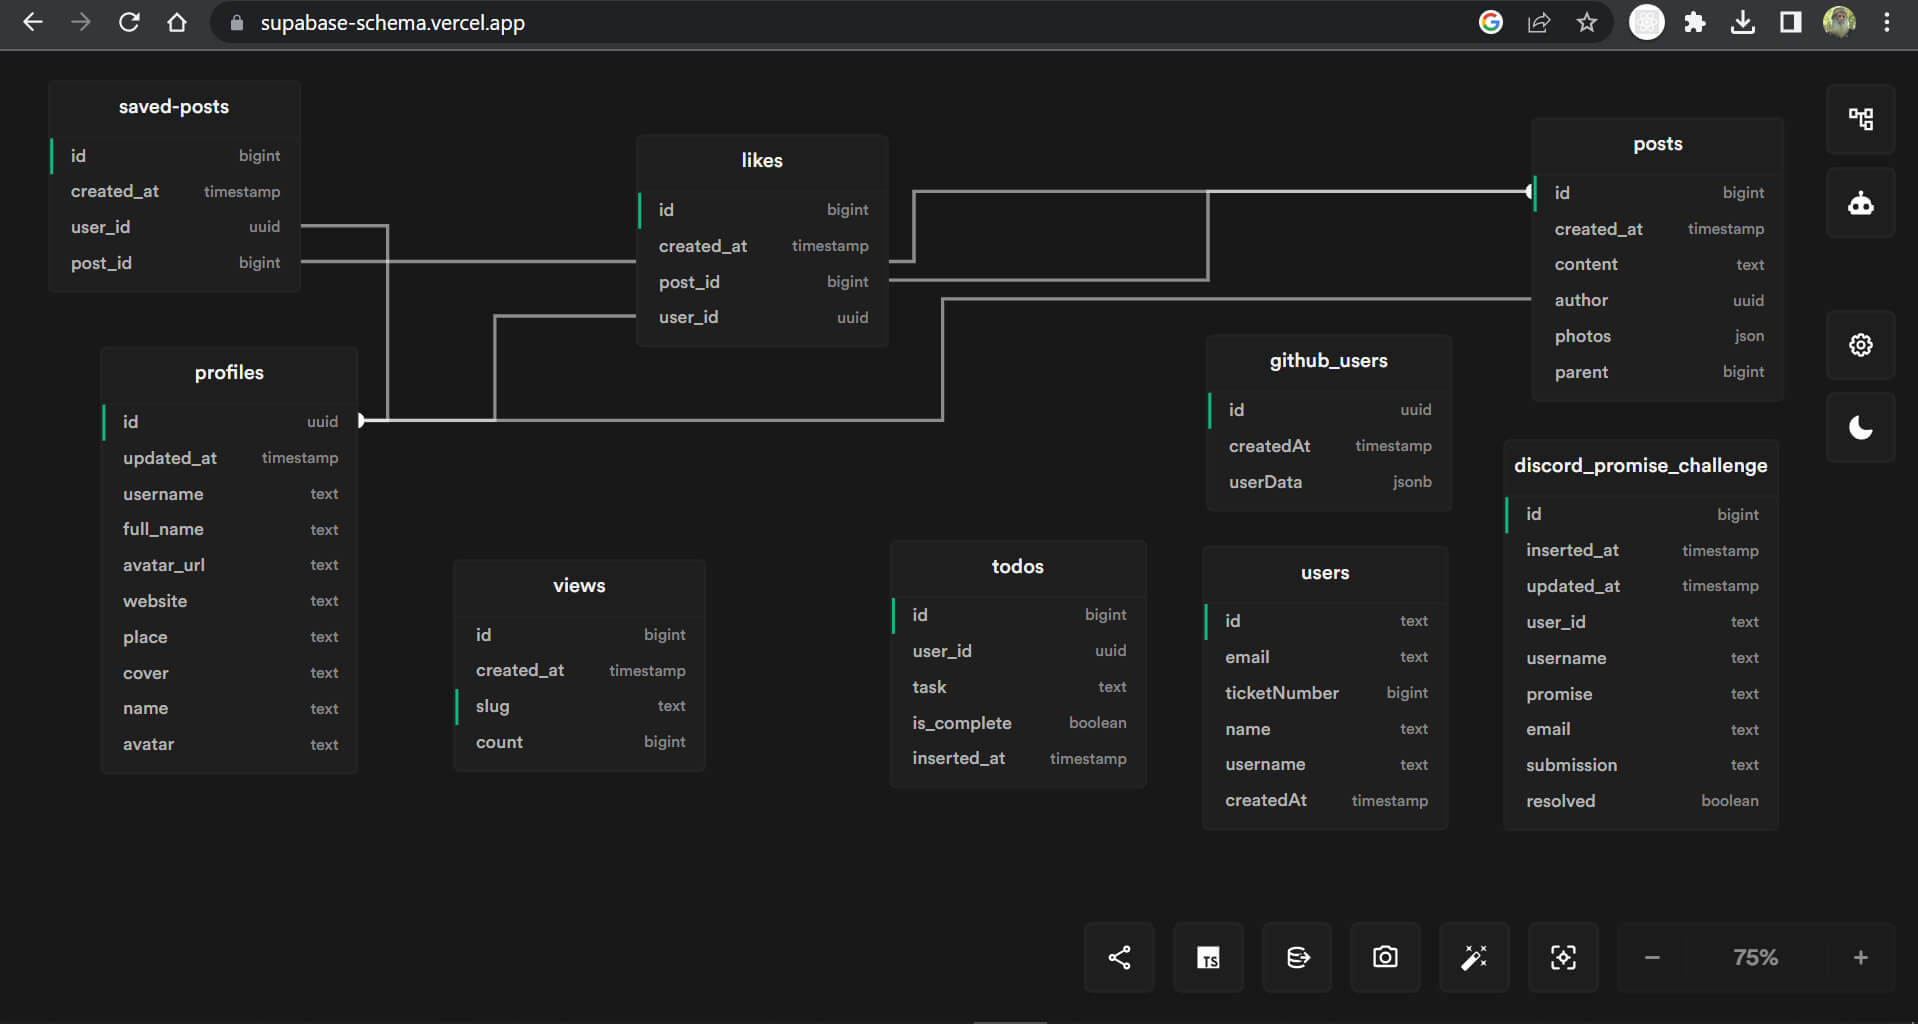 supabase-schema.vercel.app
saved-posts
id bigint
created_at timestamp
user_id uuid
post_id bigint
likes
id bigint
created_at timestamp
post_id bigint
user_id uuid
posts
id bigint
created_at timestamp
content text
author uuid
photos json
parent bigint
profiles
id uuid
updated_at timestamp
username text
full_name text
avatar_url text
website text
place text
cover text
name text
avatar text
github_users
id uuid
createdAt timestamp
userData jsonb
discord_promise_challenge
id bigint
inserted_at timestamp
updated_at timestamp
user_id text
username text
promise text
email text
submission text
resolved boolean
views
id bigint
created_at timestamp
slug text
count bigint
todos
id bigint
user_id uuid
task text
is_complete boolean
inserted_at timestamp
users
id text
email text
ticketNumber bigint
name text
username text
createdAt timestamp
TS
− 75% +